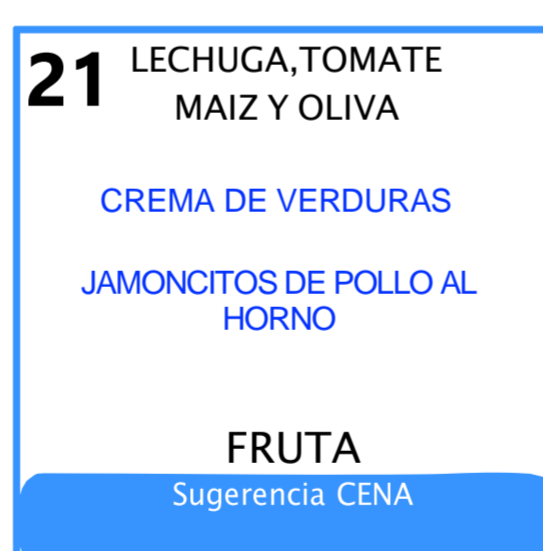 21
LECHUGA,TOMATE
MAIZ Y OLIVA
CREMA DE VERDURAS
JAMONCITOS DE POLLO AL
HORNO
FRUTA
Sugerencia CENA